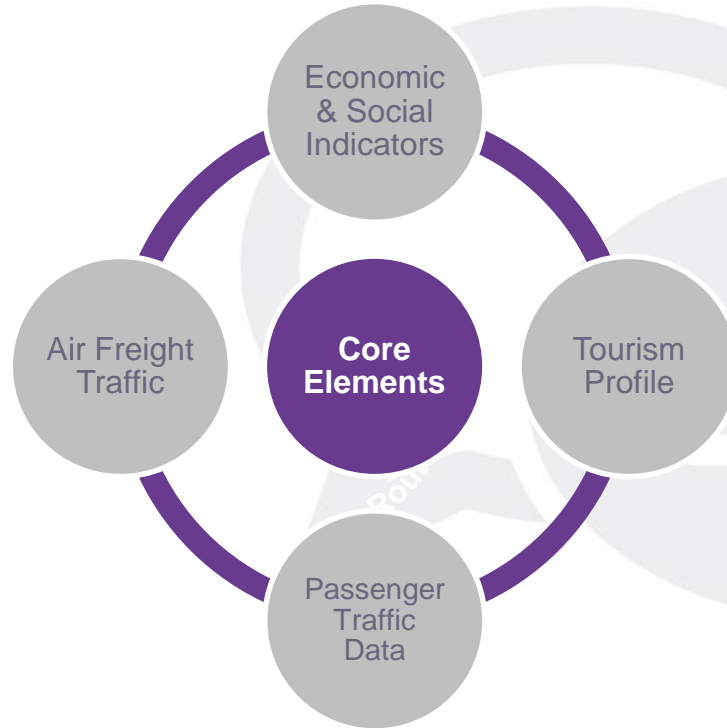 Economic
& Social
Indicators
Air Freight
Traffic
Core
Elements
Tourism
Profile
Passenger
Traffic
Data